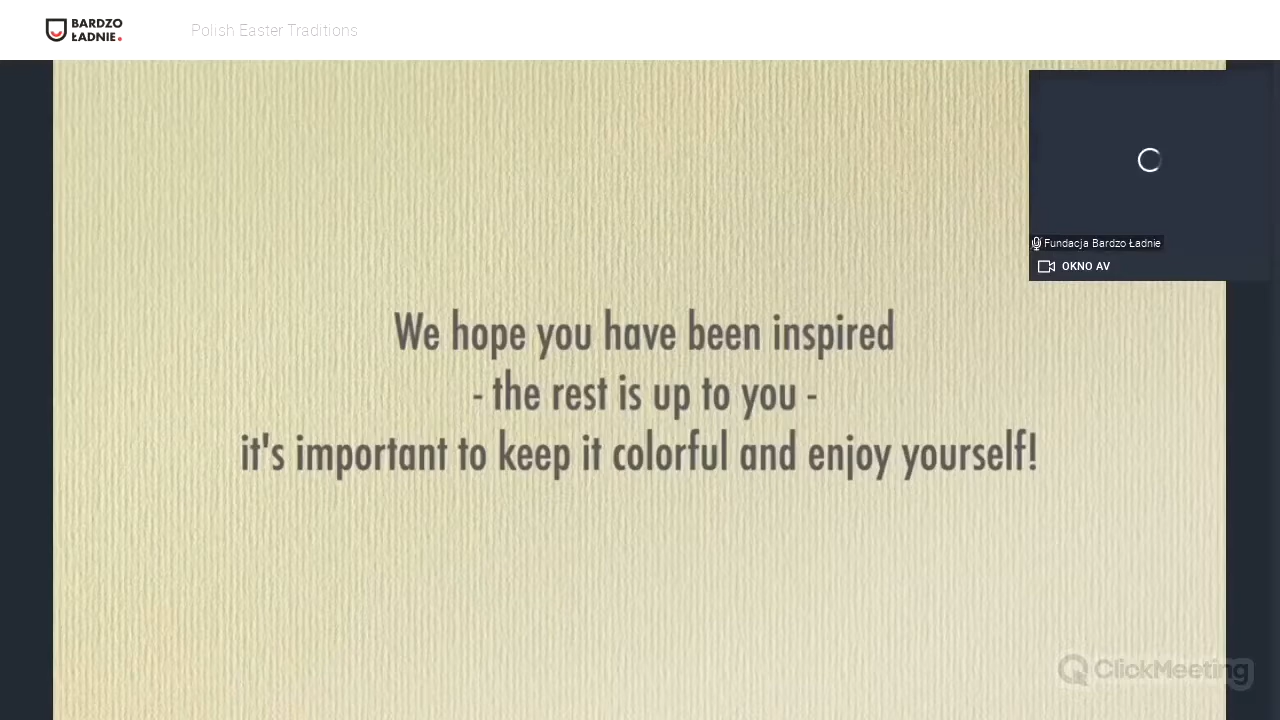 BARDZO
ŁADNIE.
Polish Easter Traditions
Fundacja Bardzo Ładnie
OKNO AV
We hope you have been inspired
- the rest is up to you -
it's important to keep it colorful and enjoy yourself!
ClickMeeting